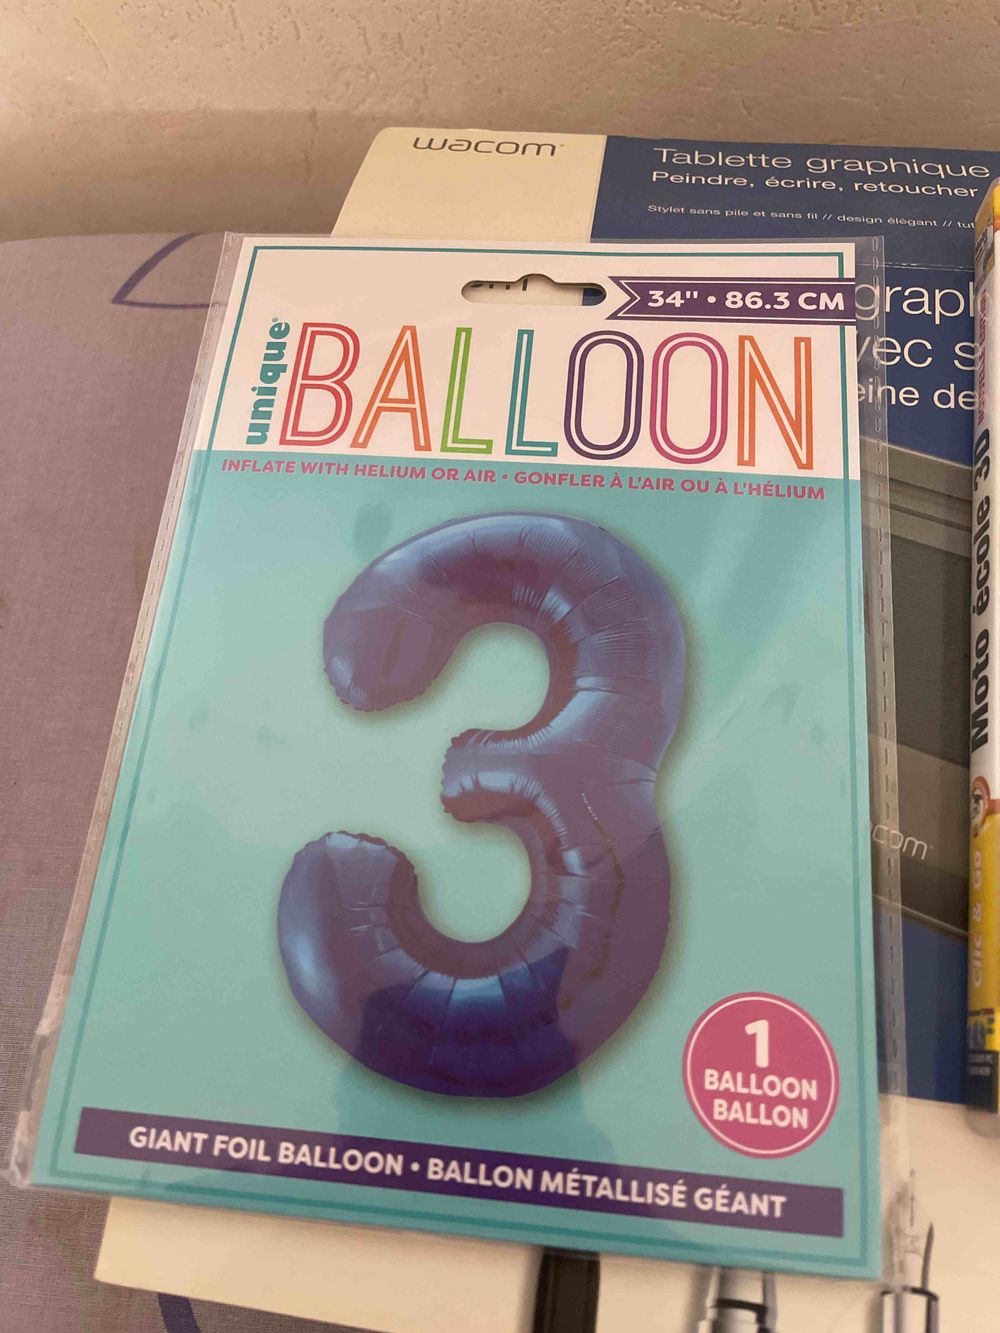 wacom
Tablette graphique
Peindre, écrire, retoucher
Stylet sans pile et sans fil // design élégant //
34" • 86.3 CM
unique
BALLOON
INFLATE WITH HELIUM OR AIR • GONFLER À L'AIR OU À L'HÉLIUM
3
1
BALLOON
BALLON
GIANT FOIL BALLOON • BALLON MÉTALLISÉ GÉANT
Moto école 3D
clic & GO